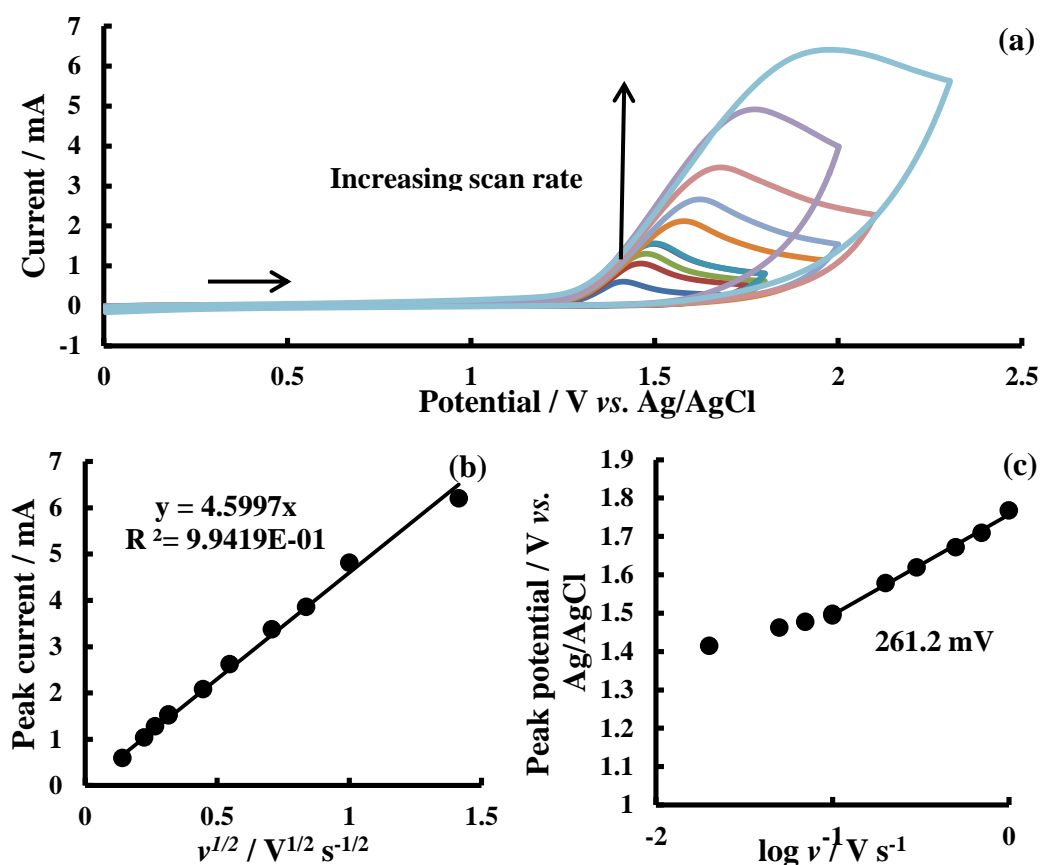 (a)
7
6
5
4
3
2
1
0
-1
Current / mA
Increasing scan rate
0
0.5
1
1.5
2
2.5
Potential / V vs. Ag/AgCl
(b)
7
6
5
4
3
2
1
0
Peak current / mA
y = 4.5997x
R ²= 9.9419E-01
0
0.5
1
1.5
v^1/2 / V^1/2 s^-1/2
(c)
1.9
1.8
1.7
1.6
1.5
1.4
1.3
1.2
1.1
1
Peak potential / V vs.
Ag/AgCl
261.2 mV
-2
-1
0
log v / V s^-1